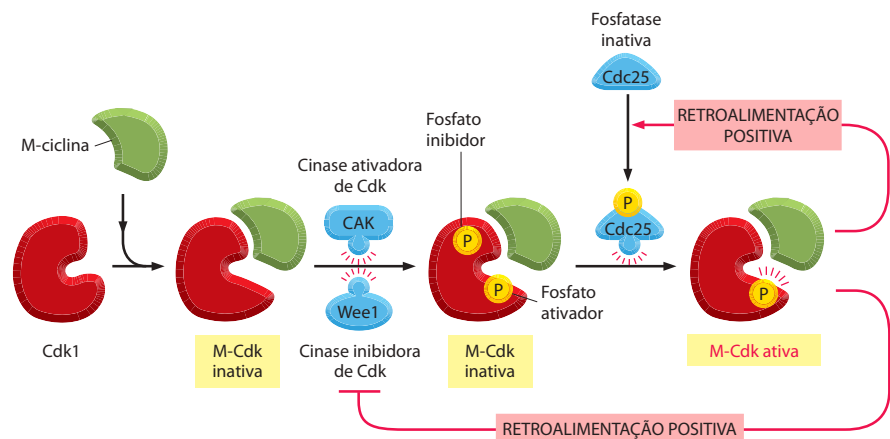 Fosfatase
inativa
Cdc25
RETROALIMENTAÇÃO
POSITIVA
M-ciclina
Fosfato
inibidor
Cinase ativadora
de Cdk
CAK
P
P
Cdc25
P
P
Wee1
Fosfato
ativador
Cdk1
M-Cdk
inativa
Cinase inibidora
de Cdk
M-Cdk
inativa
M-Cdk ativa
RETROALIMENTAÇÃO POSITIVA